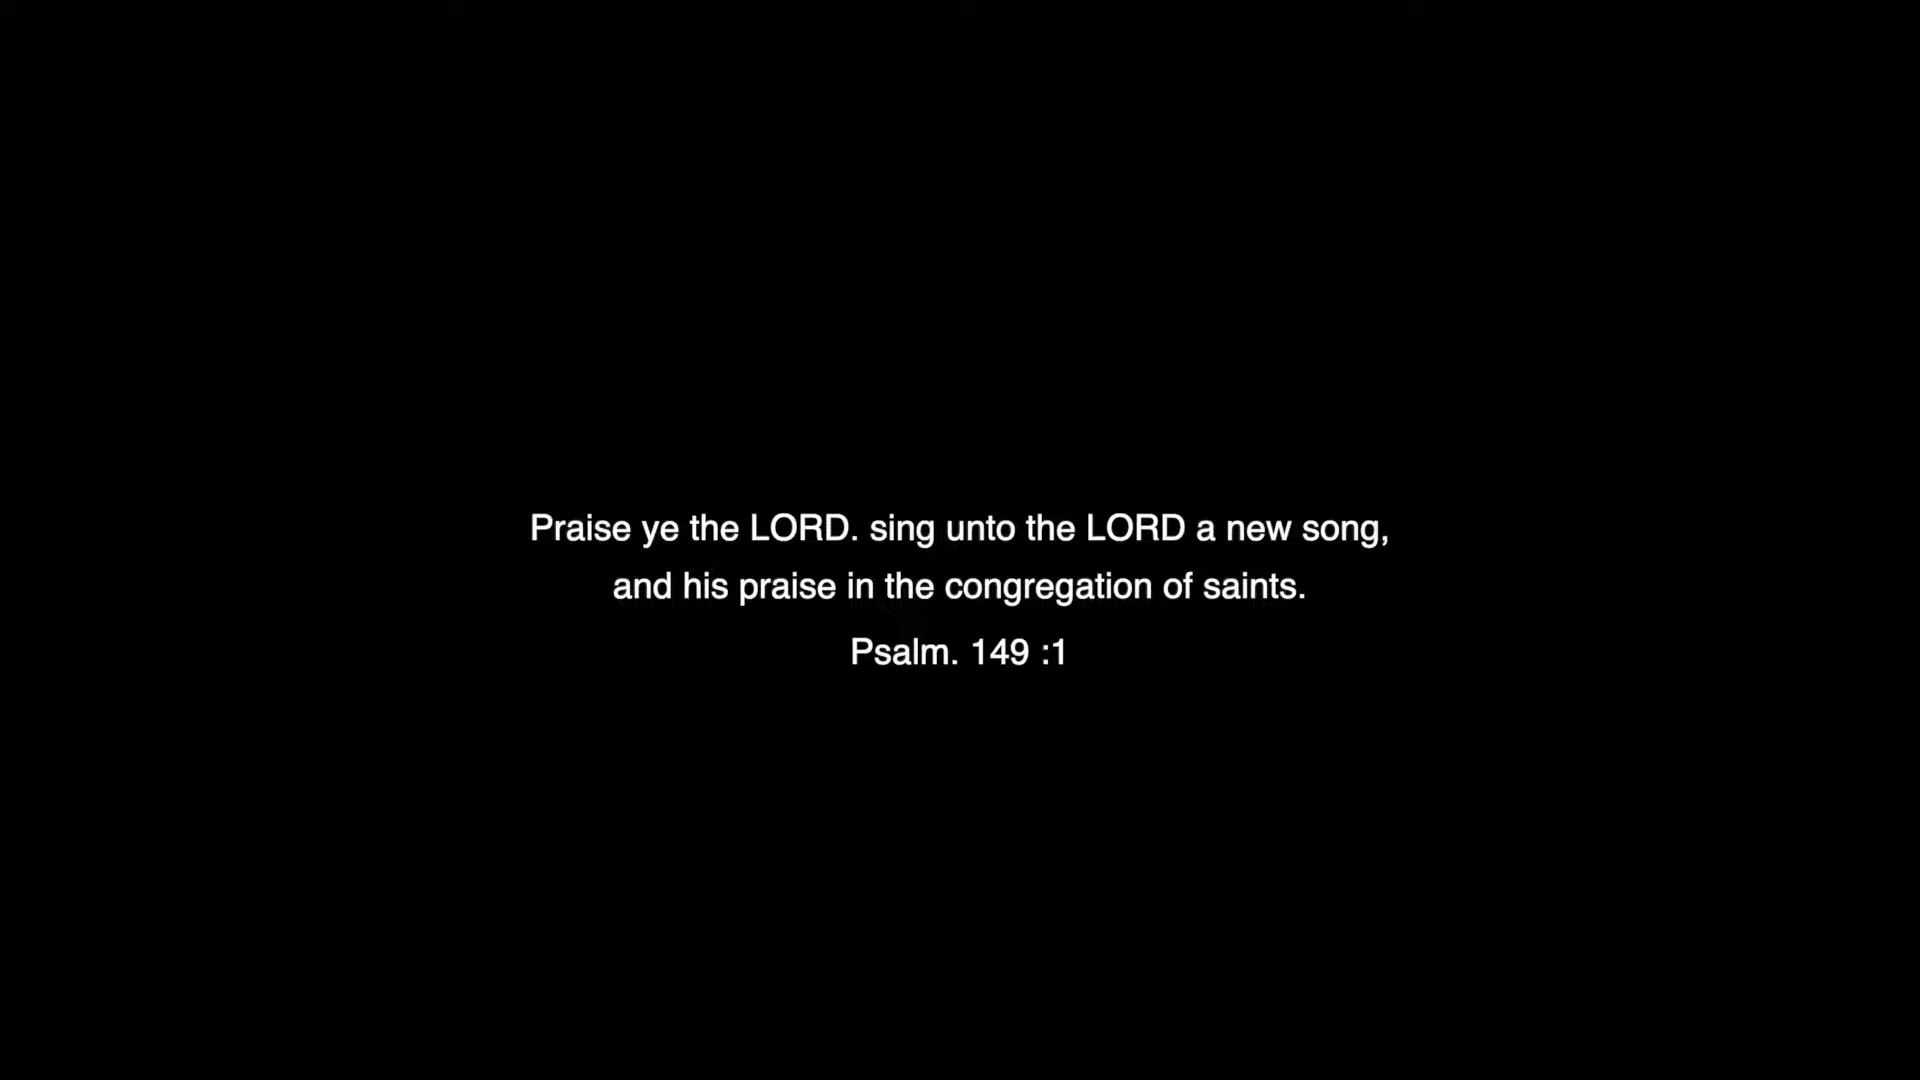 Praise ye the LORD. sing unto the LORD a new song,
and his praise in the congregation of saints.
Psalm. 149 :1